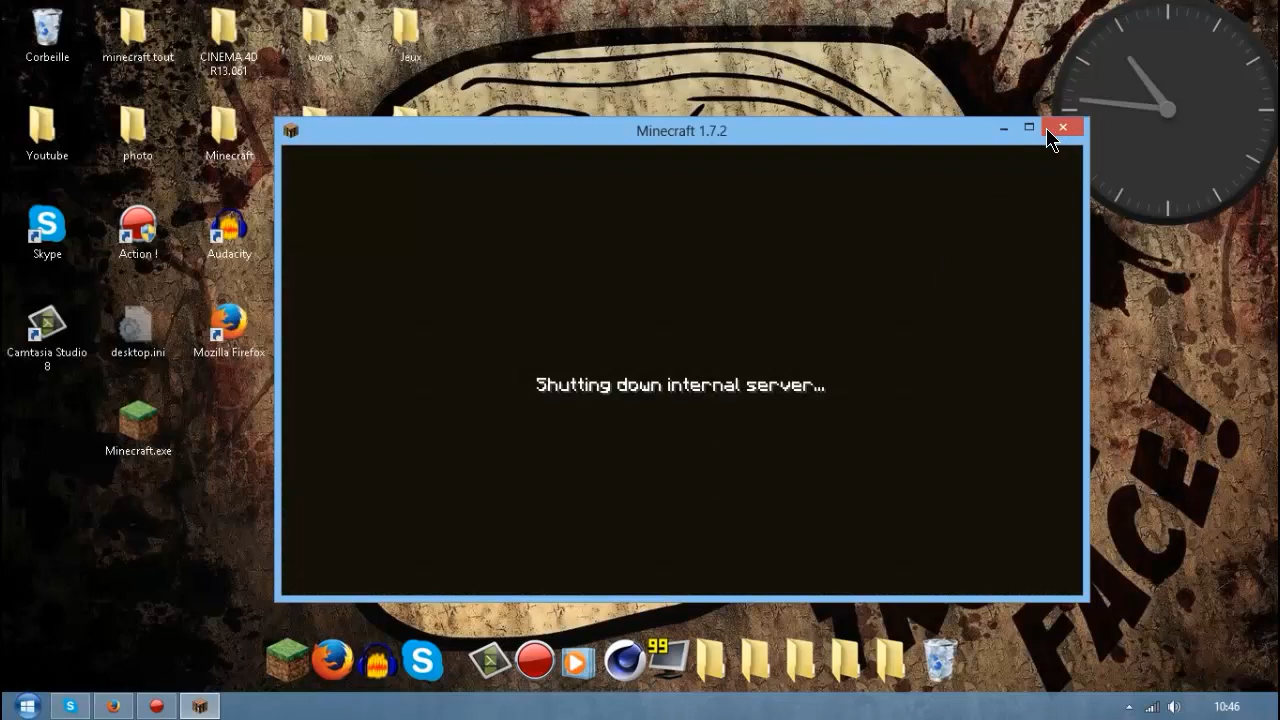 Corbeille
minecraft tout
CINEMA 4D
R13.061
wow
Jeux
Youtube
photo
Minecraft
Minecraft 1.7.2
Skype
Action !
Audacity
Shutting down internal server...
Camtasia Studio
8
desktop.ini
Mozilla Firefox
Minecraft.exe
FACE!
99
10:46